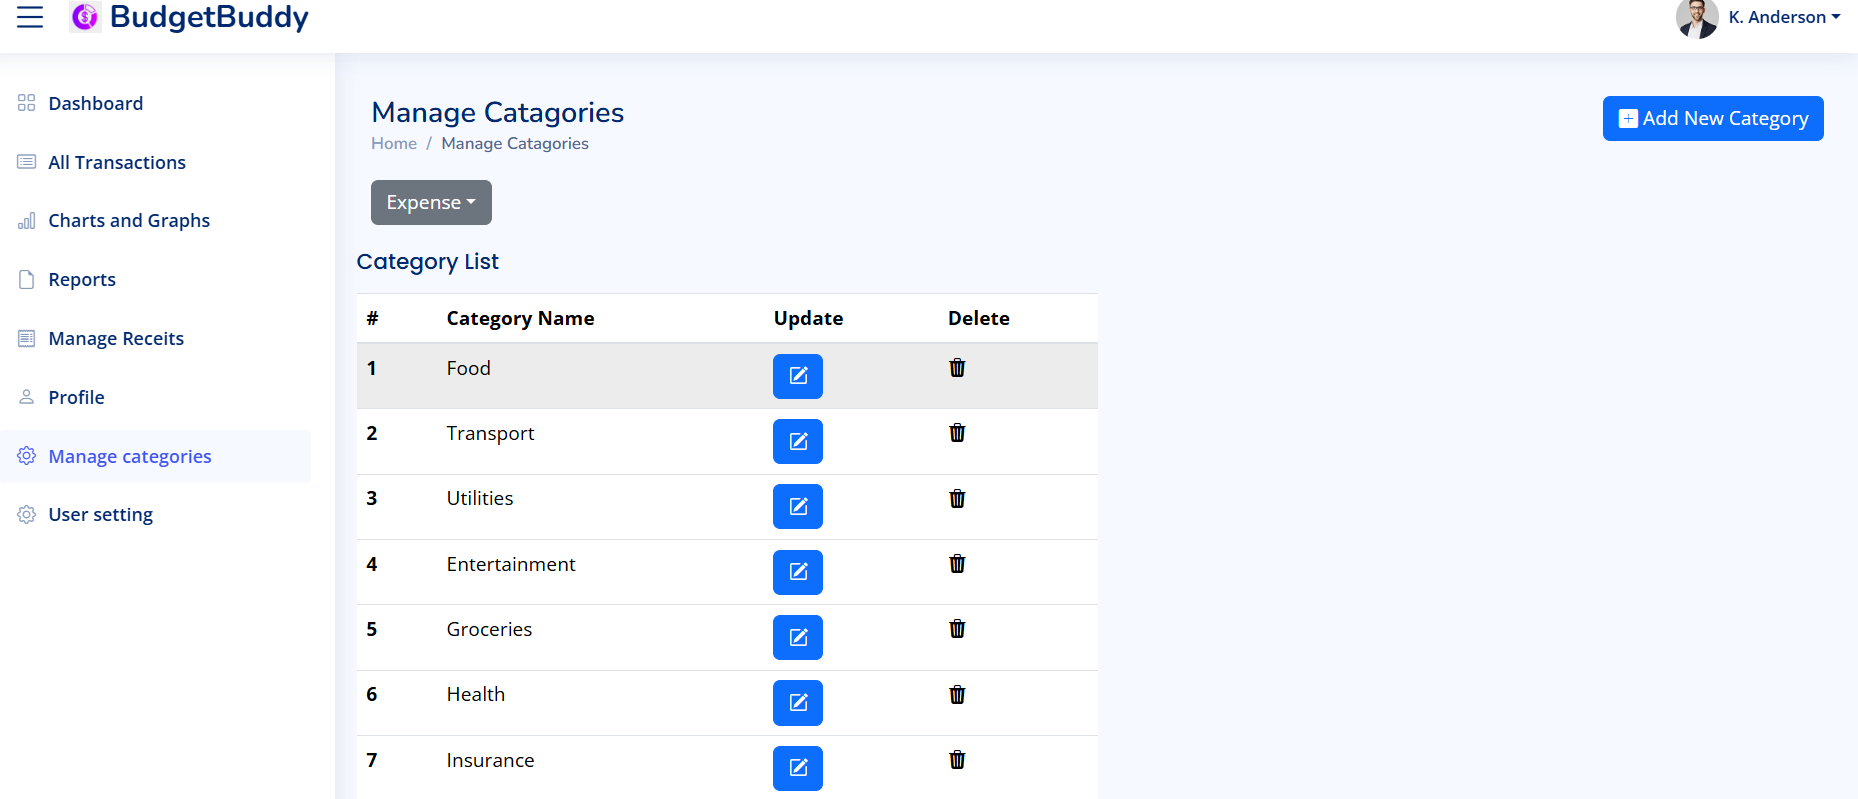 BudgetBuddy
K. Anderson
Dashboard
All Transactions
Charts and Graphs
Reports
Manage Receits
Profile
Manage categories
User setting
Manage Catagories
Home / Manage Catagories
Add New Category
Expense
Category List
# Category Name Update Delete
1 Food
2 Transport
3 Utilities
4 Entertainment
5 Groceries
6 Health
7 Insurance